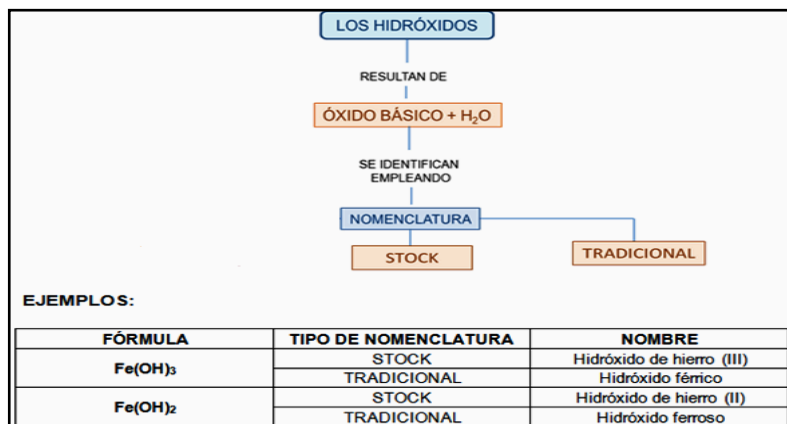 LOS HIDRÓXIDOS
RESULTAN DE
ÓXIDO BÁSICO + H₂O
SE IDENTIFICAN
EMPLEANDO
NOMENCLATURA
STOCK
TRADICIONAL
EJEMPLOS:
FÓRMULA TIPO DE NOMENCLATURA NOMBRE
Fe(OH)₃
STOCK Hidróxido de hierro (III)
TRADICIONAL Hidróxido férrico
Fe(OH)₂
STOCK Hidróxido de hierro (II)
TRADICIONAL Hidróxido ferroso